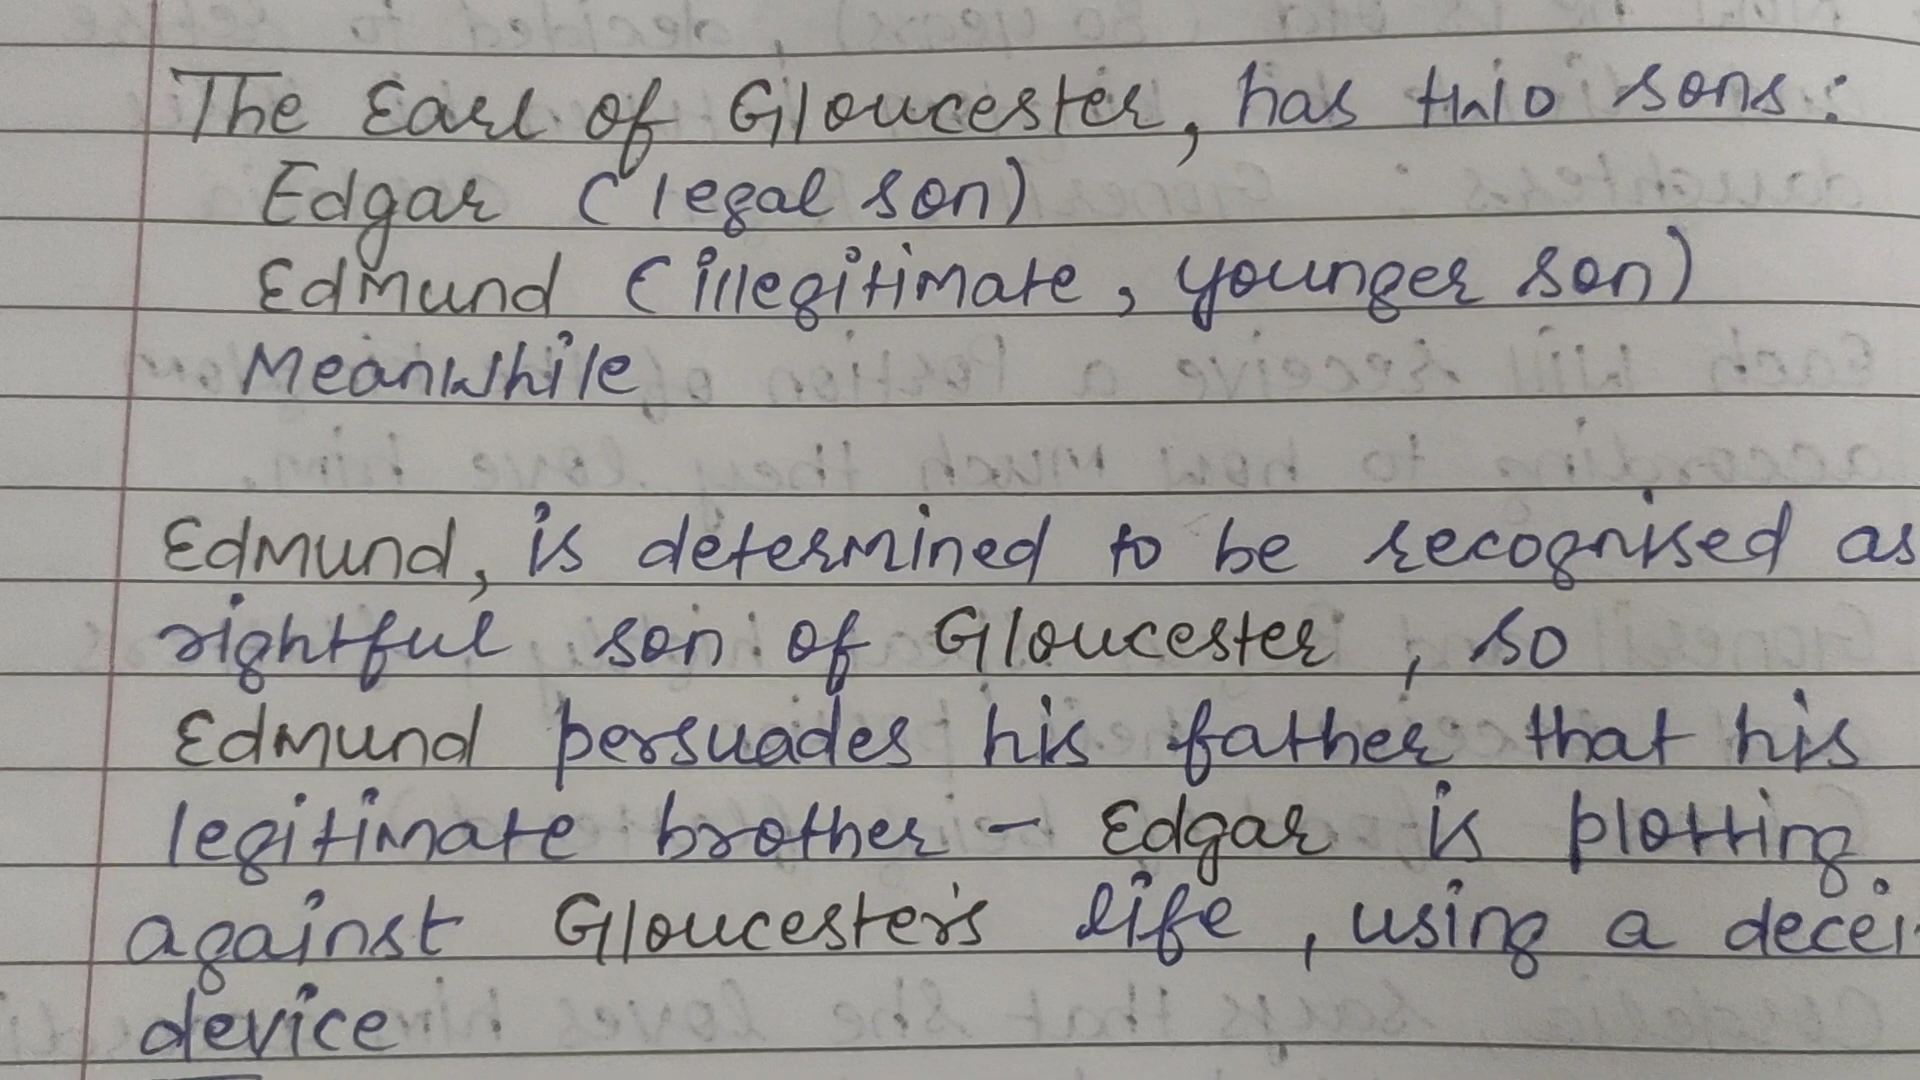 The Earl of Gloucester, has two sons:
Edgar (legal son)
Edmund (illegitimate, younger son)
Meanwhile
Edmund, is determined to be recognised as
rightful son of Gloucester, so
Edmund persuades his father that his
legitimate brother - Edgar is plotting.
against Gloucester's life, using a
device